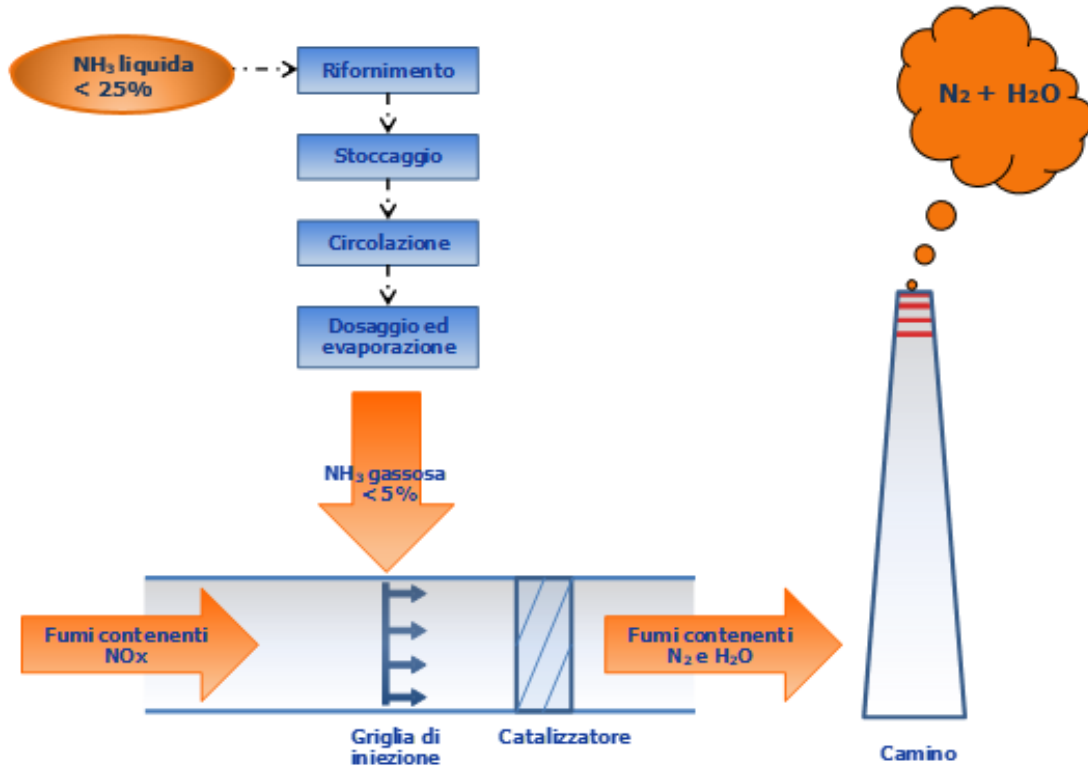 NH₃ liquida
< 25%
Rifornimento
Stoccaggio
Circolazione
Dosaggio ed
evaporazione
NH₃ gassosa
<5%
Fumi contenenti
NOx
Griglia di
iniezione
Catalizzatore
Fumi contenenti
N₂ e H₂O
Camino
N₂ + H₂O